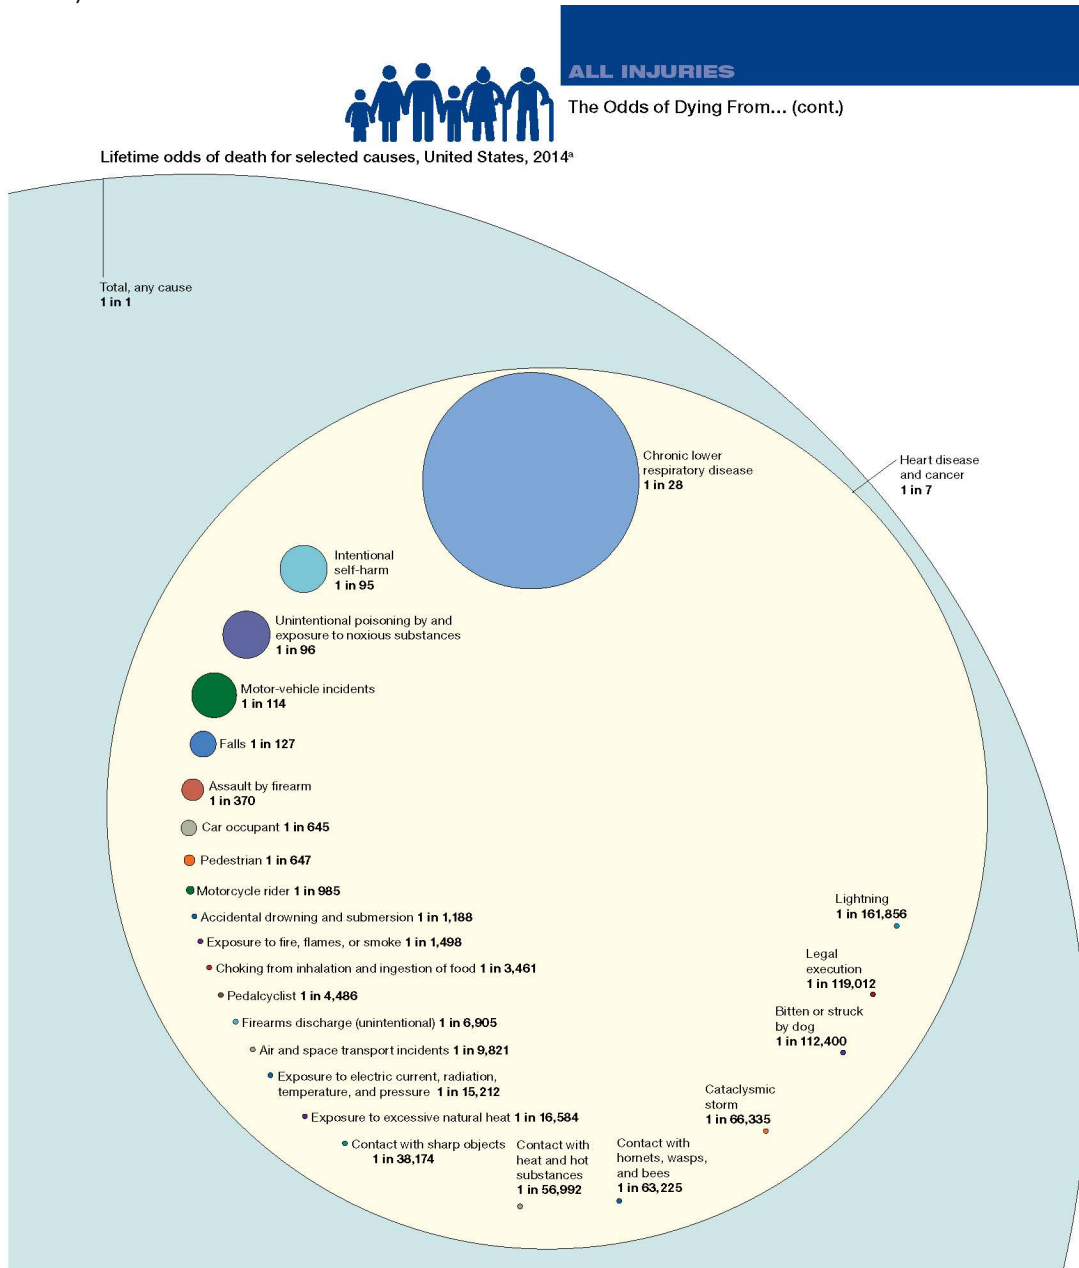 ALL INJURIES
The Odds of Dying From... (cont.)
Lifetime odds of death for selected causes, United States, 2014ª
Total, any cause
1 in 1
Chronic lower
respiratory disease
1 in 28
Heart disease
and cancer
1 in 7
Intentional
self-harm
1 in 95
Unintentional poisoning by and
exposure to noxious substances
1 in 96
Motor-vehicle incidents
1 in 114
Falls 1 in 127
Assault by firearm
1 in 370
Car occupant 1 in 645
Pedestrian 1 in 647
Motorcycle rider 1 in 985
Accidental drowning and submersion 1 in 1,188
Exposure to fire, flames, or smoke 1 in 1,498
Choking from inhalation and ingestion of food 1 in 3,461
Pedalcyclist 1 in 4,486
Firearms discharge (unintentional) 1 in 6,905
Air and space transport incidents 1 in 9,821
Exposure to electric current, radiation,
temperature, and pressure 1 in 15,212
Exposure to excessive natural heat 1 in 16,584
Contact with sharp objects
1 in 38,174
Contact with
heat and hot
substances
1 in 56,992
Contact with
hornets, wasps,
and bees
1 in 63,225
Cataclysmic
storm
1 in 66,335
Bitten or struck
by dog
1 in 112,400
Legal
execution
1 in 119,012
Lightning
1 in 161,856